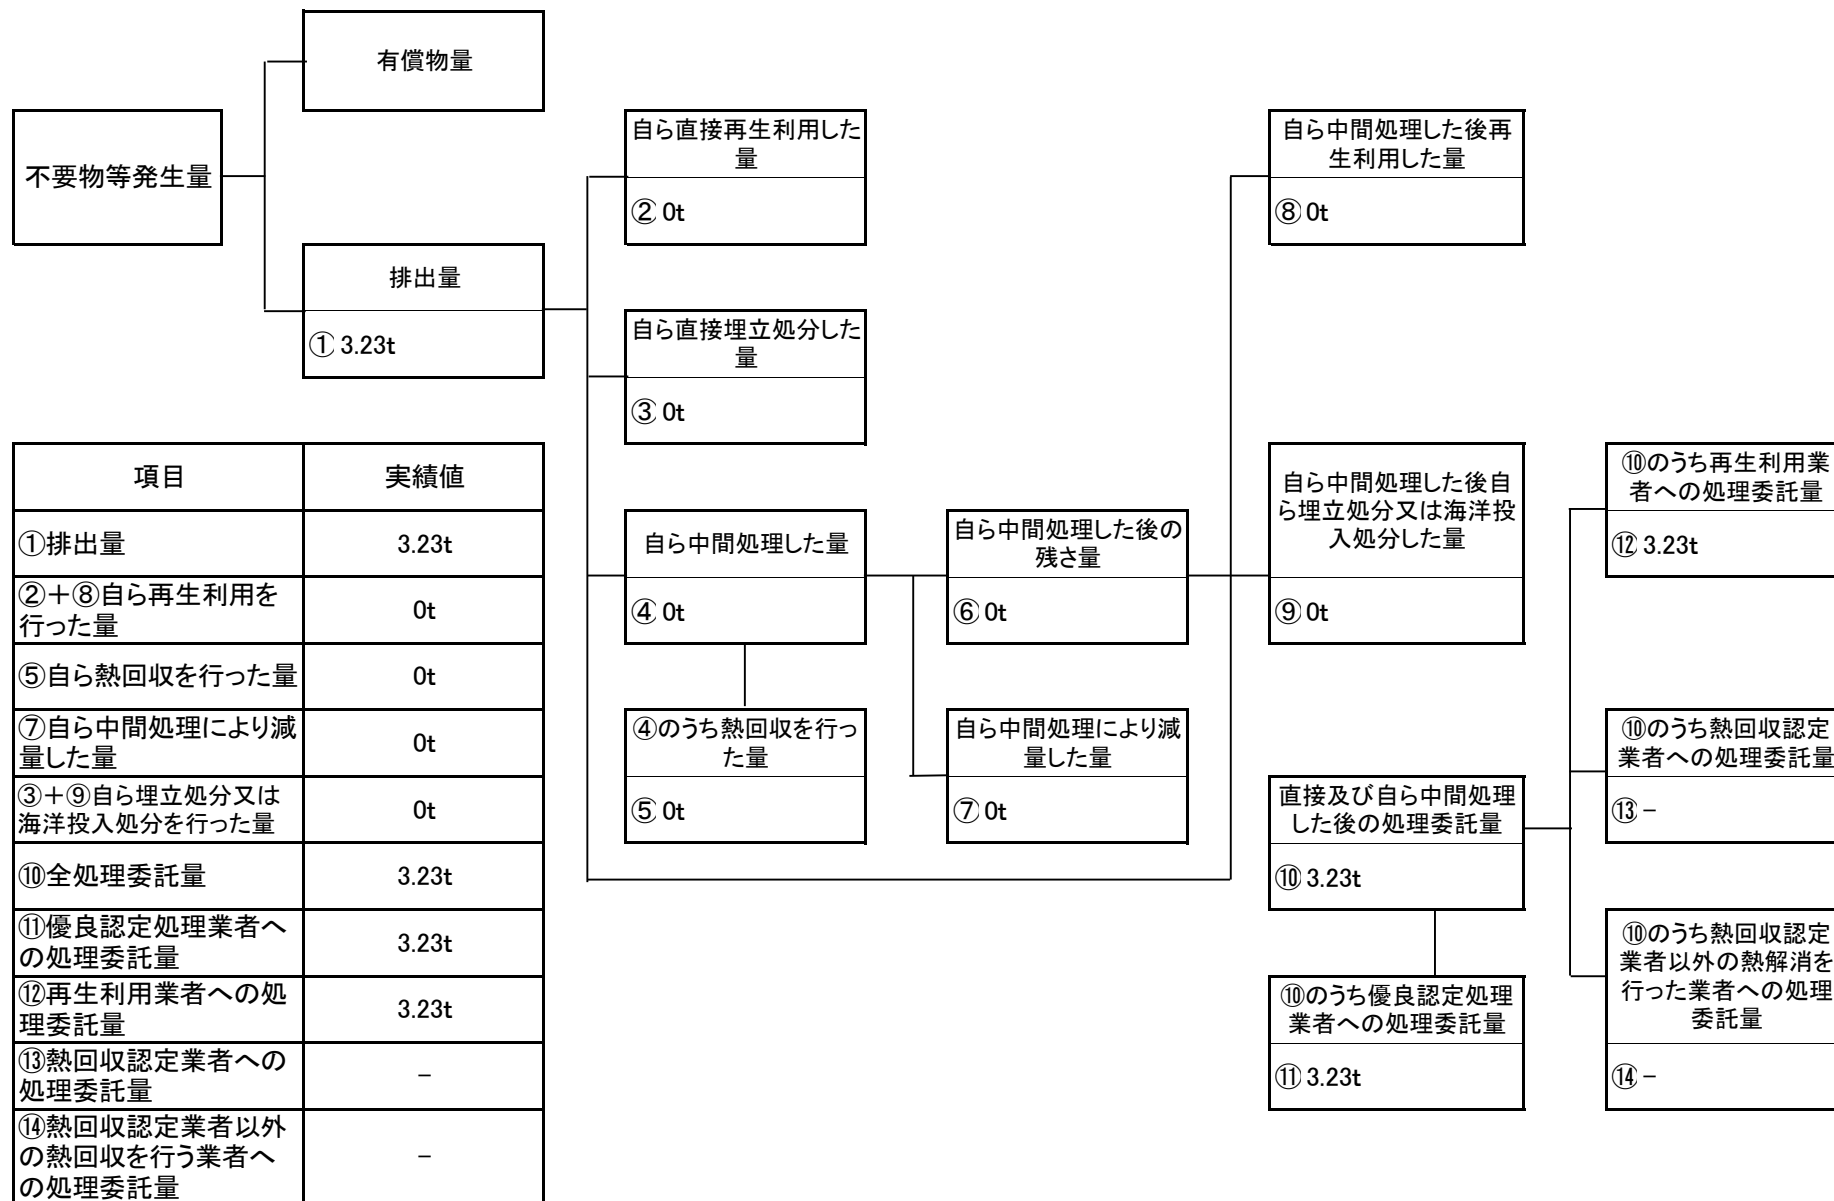 有償物量
不要物等発生量
排出量
① 3.23t
自ら直接再生利用した
量
② 0t
自ら直接埋立処分した
量
③ 0t
自ら中間処理した量
④ 0t
④のうち熱回収を行っ
た量
⑤ 0t
自ら中間処理した後の
残さ量
⑥ 0t
自ら中間処理により減
量した量
⑦ 0t
自ら中間処理した後再
生利用した量
⑧ 0t
自ら中間処理した後自
ら埋立処分又は海洋投
入処分した量
⑨ 0t
直接及び自ら中間処理
した後の処理委託量
⑩ 3.23t
⑩のうち優良認定処理
業者への処理委託量
⑪ 3.23t
⑩のうち再生利用業
者への処理委託量
⑫ 3.23t
⑩のうち熱回収認定
業者への処理委託量
⑬ −
⑩のうち熱回収認定
業者以外の熱解消を
行った業者への処理
委託量
⑭ −
項目 実績値
①排出量 3.23t
②＋⑧自ら再生利用を
行った量 0t
⑤自ら熱回収を行った量 0t
⑦自ら中間処理により減
量した量 0t
③＋⑨自ら埋立処分又は
海洋投入処分を行った量 0t
⑩全処理委託量 3.23t
⑪優良認定処理業者へ
の処理委託量 3.23t
⑫再生利用業者への処
理委託量 3.23t
⑬熱回収認定業者への
処理委託量 −
⑭熱回収認定業者以外
の熱回収を行う業者へ
の処理委託量 −